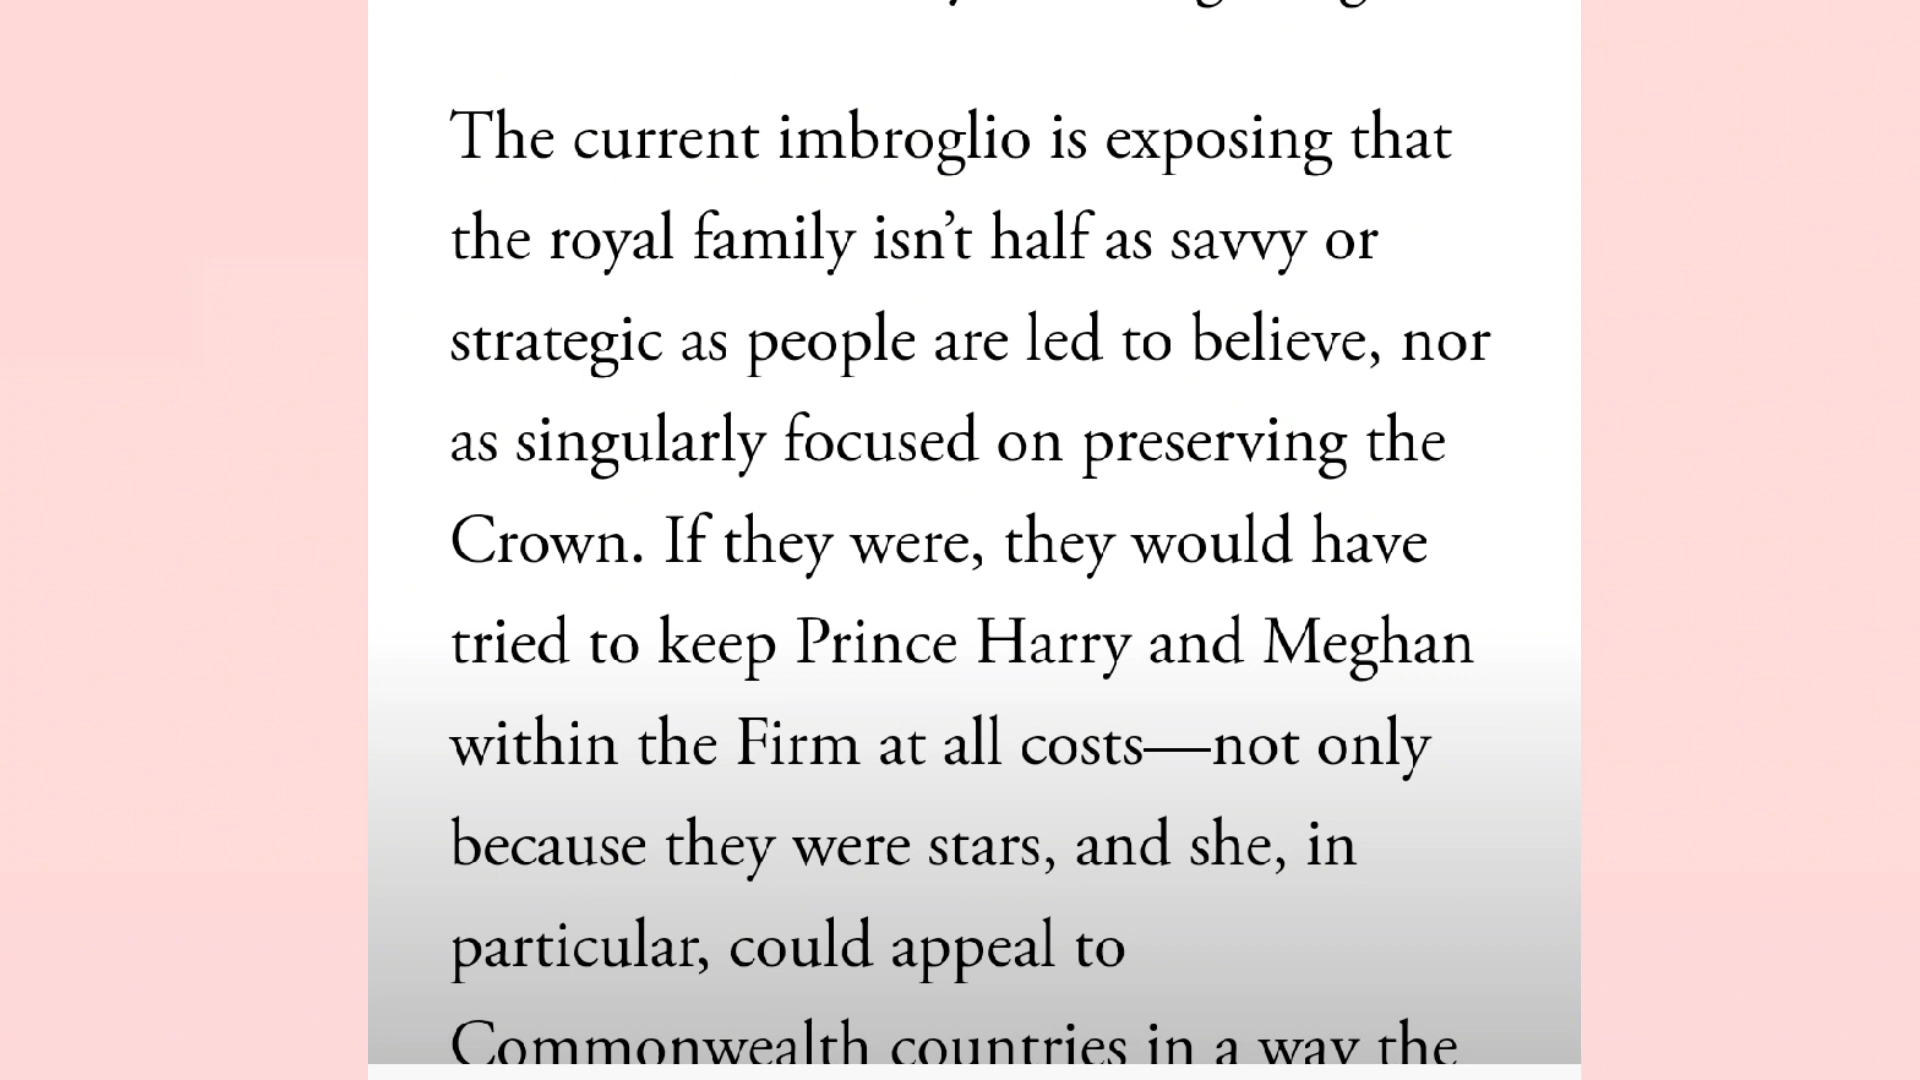 The current imbroglio is exposing that
the royal family isn’t half as savvy or
strategic as people are led to believe, nor
as singularly focused on preserving the
Crown. If they were, they would have
tried to keep Prince Harry and Meghan
within the Firm at all costs—not only
because they were stars, and she, in
particular, could appeal to
Commonwealth countries in a way the